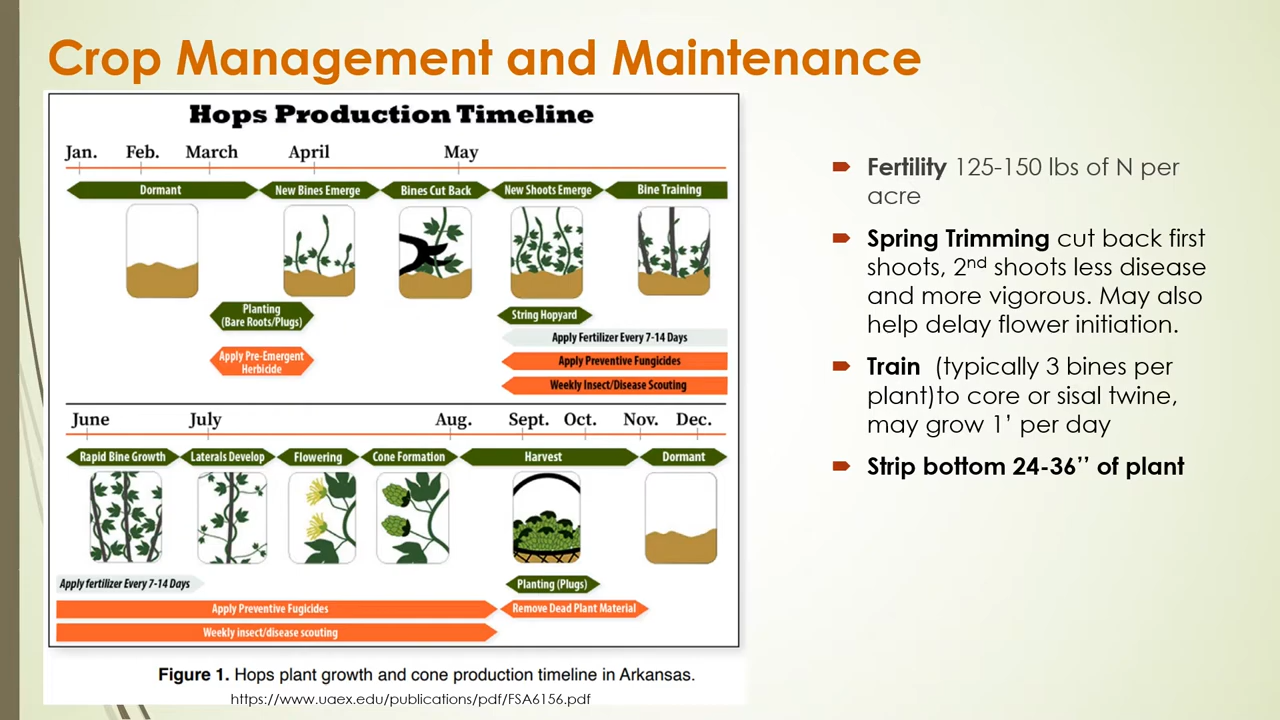 Crop Management and Maintenance
Hops Production Timeline
Jan. Feb. March April May
Dormant New Bines Emerge Bines Cut Back New Shoots Emerge Bine Training
Planting
(Bare Roots/Plugs)
String Hopyard
Apply Fertilizer Every 7-14 Days
Apply Pre-Emergent
Herbicide
Apply Preventive Fungicides
Weekly Insect/Disease Scouting
June July Aug. Sept. Oct. Nov. Dec.
Rapid Bine Growth Laterals Develop Flowering Cone Formation Harvest Dormant
Apply fertilizer Every 7-14 Days
Planting (Plugs)
Apply Preventive Fugicides
Remove Dead Plant Material
Weekly insect/disease scouting
Figure 1. Hops plant growth and cone production timeline in Arkansas.
https://www.uaex.edu/publications/pdf/FSA6156.pdf
Fertility 125-150 lbs of N per
acre
Spring Trimming cut back first
shoots, 2nd shoots less disease
and more vigorous. May also
help delay flower initiation.
Train (typically 3 bines per
plant)to core or sisal twine,
may grow 1’ per day
Strip bottom 24-36’’ of plant